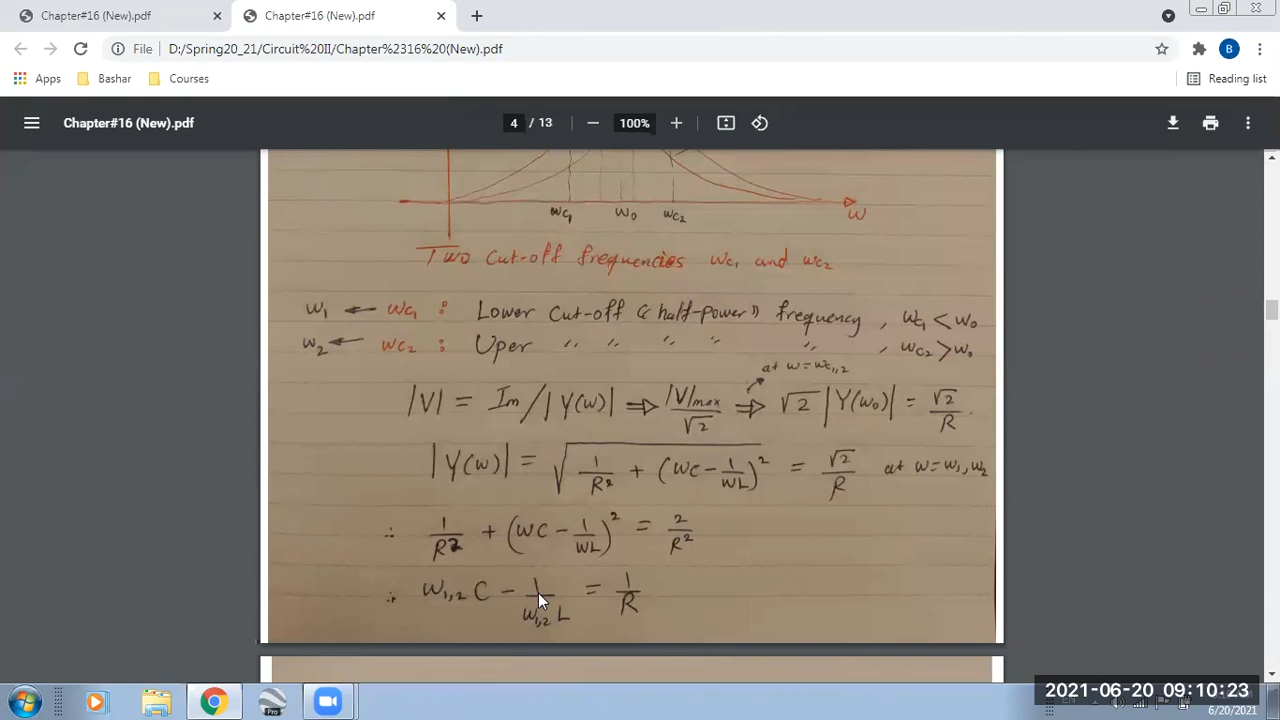 Chapter#16 (New).pdf
Chapter#16 (New).pdf
File D:/Spring20_21/Circuit%20II/Chapter%2316%20(New).pdf
B
Apps Bashar Courses Reading list
Chapter#16 (New).pdf 4 / 13 100%
wc1 w0 wc2 w
Two Cut-off frequencies wc1 and wc2
w1 ← wc1 : Lower Cut-off "half-power" frequency , wc1 < w0
w2 ← wc2 : Uper " " " " " , wc2 > w0
at w=wc1,2
|V| = Im/|Y(w)| ⇒ |V|max/√2 ⇒ √2 |Y(w0)| = √2/R
|Y(w)| = √(1/R² + (wC − 1/wL)²) = √2/R at w=w1,w2
∴ 1/R² + (wC − 1/wL)² = 2/R²
∴ w1,2 C − 1/w1,2 L = 1/R
Pro
2021-06-20 09:10:23
EN
6/20/2021